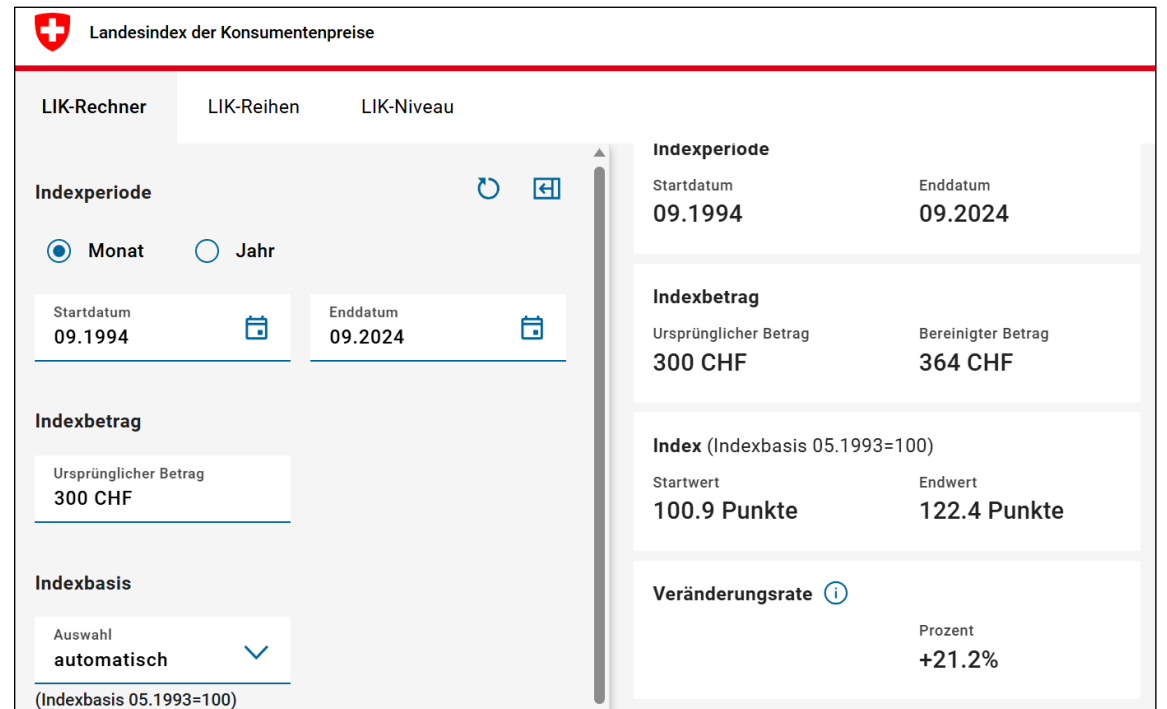 Landesindex der Konsumentenpreise
LIK-Rechner LIK-Reihen LIK-Niveau
Indexperiode
Monat Jahr
Startdatum
09.1994
Enddatum
09.2024
Indexbetrag
Ursprünglicher Betrag
300 CHF
Indexbasis
Auswahl
automatisch
(Indexbasis 05.1993=100)
Indexperiode
Startdatum
09.1994
Enddatum
09.2024
Indexbetrag
Ursprünglicher Betrag
300 CHF
Bereinigter Betrag
364 CHF
Index (Indexbasis 05.1993=100)
Startwert
100.9 Punkte
Endwert
122.4 Punkte
Veränderungsrate
Prozent
+21.2%